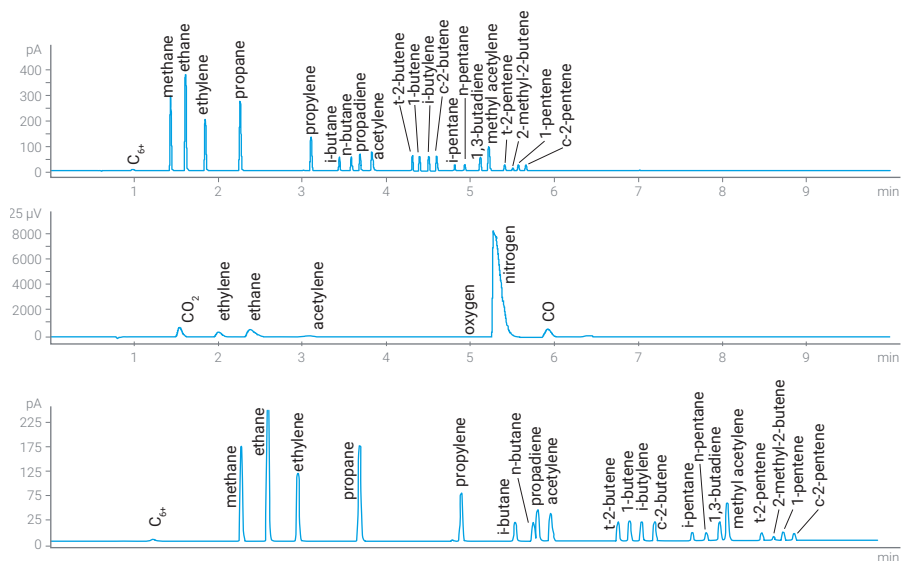 pA
400
300
200
100
0
C6+
methane
ethane
ethylene
propane
propylene
i-butane
n-butane
propadiene
acetylene
t-2-butene
1-butene
i-butylene
c-2-butene
i-pentane
n-pentane
1,3-butadiene
methyl acetylene
t-2-pentene
2-methyl-2-butene
1-pentene
c-2-pentene
1
2
3
4
5
6
7
8
9
min
25 µV
8000
6000
4000
2000
0
CO2
ethylene
ethane
acetylene
oxygen
nitrogen
CO
1
2
3
4
5
6
7
8
9
min
pA
225
175
125
75
25
C6+
methane
ethane
ethylene
propane
propylene
i-butane
n-butane
propadiene
acetylene
t-2-butene
1-butene
i-butylene
c-2-butene
i-pentane
n-pentane
1,3-butadiene
methyl acetylene
t-2-pentene
2-methyl-2-butene
1-pentene
c-2-pentene
min